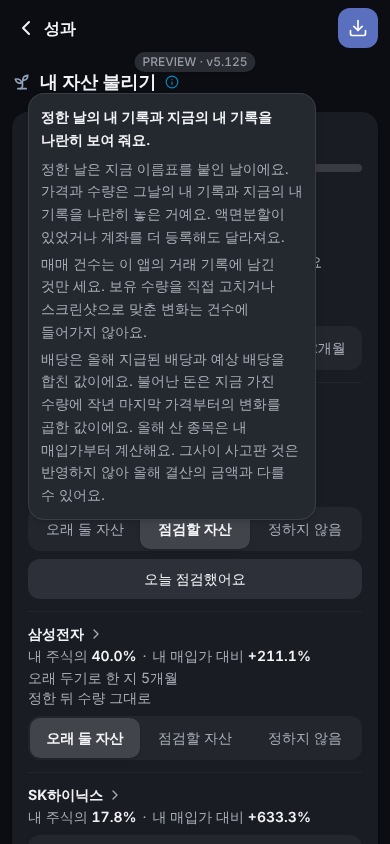 성과
PREVIEW · v5.125
내 자산 불리기
정한 날의 내 기록과 지금의 내 기록을
나란히 보여 줘요.
정한 날은 지금 이름표를 붙인 날이에요.
가격과 수량은 그날의 내 기록과 지금의 내
기록을 나란히 놓은 거예요. 액면분할이
있었거나 계좌를 더 등록해도 달라져요.
매매 건수는 이 앱의 거래 기록에 남긴
것만 세요. 보유 수량을 직접 고치거나
스크린샷으로 맞춘 변화는 건수에
들어가지 않아요.
배당은 올해 지급된 배당과 예상 배당을
합친 값이에요. 불어난 돈은 지금 가진
수량에 작년 마지막 가격부터의 변화를
곱한 값이에요. 올해 산 종목은 내
매입가부터 계산해요. 그사이 사고판 것은
반영하지 않아 올해 결산의 금액과 다를
수 있어요.
요
개월
오래 둘 자산 점검할 자산 정하지 않음
오늘 점검했어요
삼성전자
내 주식의 40.0% · 내 매입가 대비 +211.1%
오래 두기로 한 지 5개월
정한 뒤 수량 그대로
오래 둘 자산 점검할 자산 정하지 않음
SK하이닉스
내 주식의 17.8% · 내 매입가 대비 +633.3%